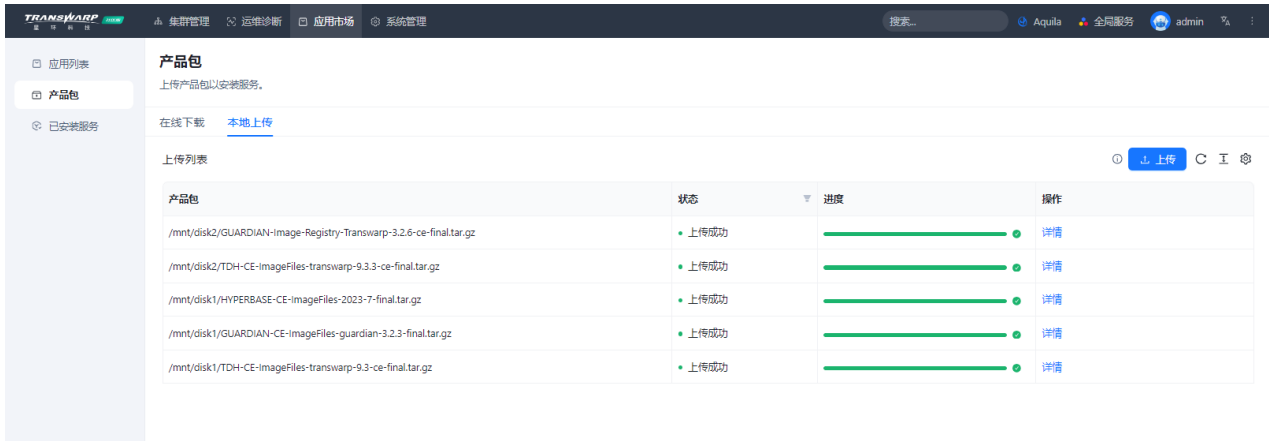 TRANSWARP
星环科技
集群管理 运维诊断 应用市场 系统管理 搜索... Aquila 全局服务 admin
应用列表
产品包
已安装服务
产品包
上传产品包以安装服务。
在线下载 本地上传
上传列表
上传
产品包 状态 进度 操作
/mnt/disk2/GUARDIAN-Image-Registry-Transwarp-3.2.6-ce-final.tar.gz 上传成功 详情
/mnt/disk2/TDH-CE-ImageFiles-transwarp-9.3.3-ce-final.tar.gz 上传成功 详情
/mnt/disk1/HYPERBASE-CE-ImageFiles-2023-7-final.tar.gz 上传成功 详情
/mnt/disk1/GUARDIAN-CE-ImageFiles-guardian-3.2.3-final.tar.gz 上传成功 详情
/mnt/disk1/TDH-CE-ImageFiles-transwarp-9.3-ce-final.tar.gz 上传成功 详情